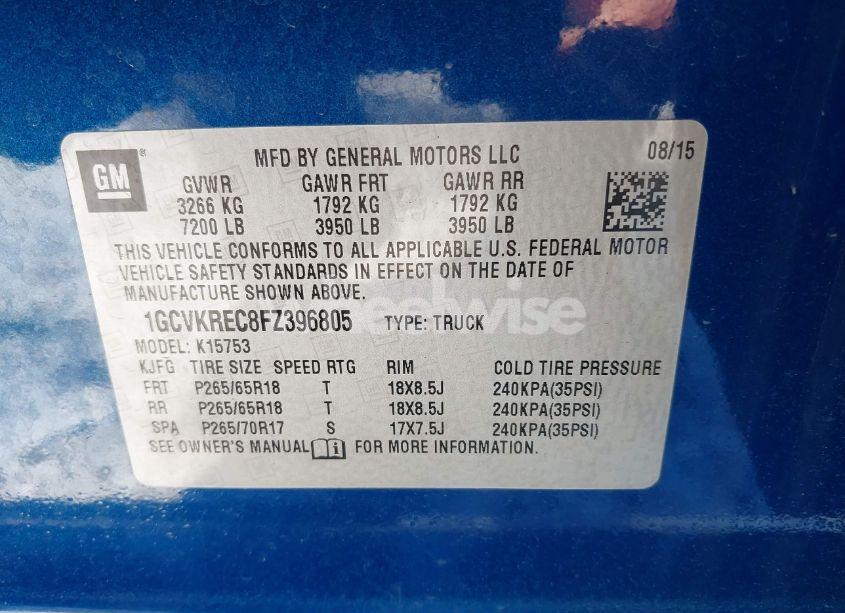 GM
MFD BY GENERAL MOTORS LLC 08/15
GVWR GAWR FRT GAWR RR
3266 KG 1792 KG 1792 KG
7200 LB 3950 LB 3950 LB
THIS VEHICLE CONFORMS TO ALL APPLICABLE U.S. FEDERAL MOTOR
VEHICLE SAFETY STANDARDS IN EFFECT ON THE DATE OF
MANUFACTURE SHOWN ABOVE.
1GCVKREC8FZ396805 TYPE: TRUCK
MODEL: K15753
KJFG TIRE SIZE SPEED RTG RIM COLD TIRE PRESSURE
FRT P265/65R18 T 18X8.5J 240KPA(35PSI)
RR P265/65R18 T 18X8.5J 240KPA(35PSI)
SPA P265/70R17 S 17X7.5J 240KPA(35PSI)
SEE OWNER'S MANUAL FOR MORE INFORMATION.